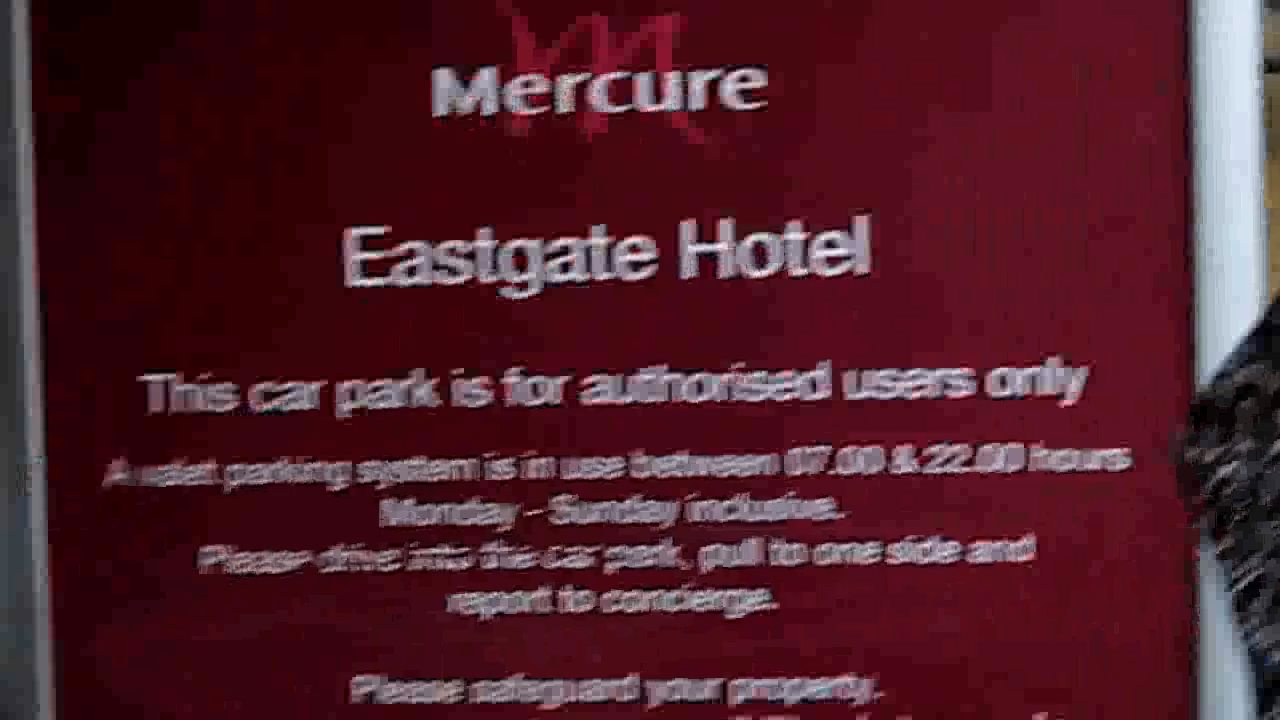 Mercure
Eastgate Hotel
This car park is for authorised users only
A valet parking system is in use between 07.00 & 22.00 hours
Monday - Sunday inclusive.
Please drive into the car park, pull to one side and
report to concierge.
Please safeguard your property.